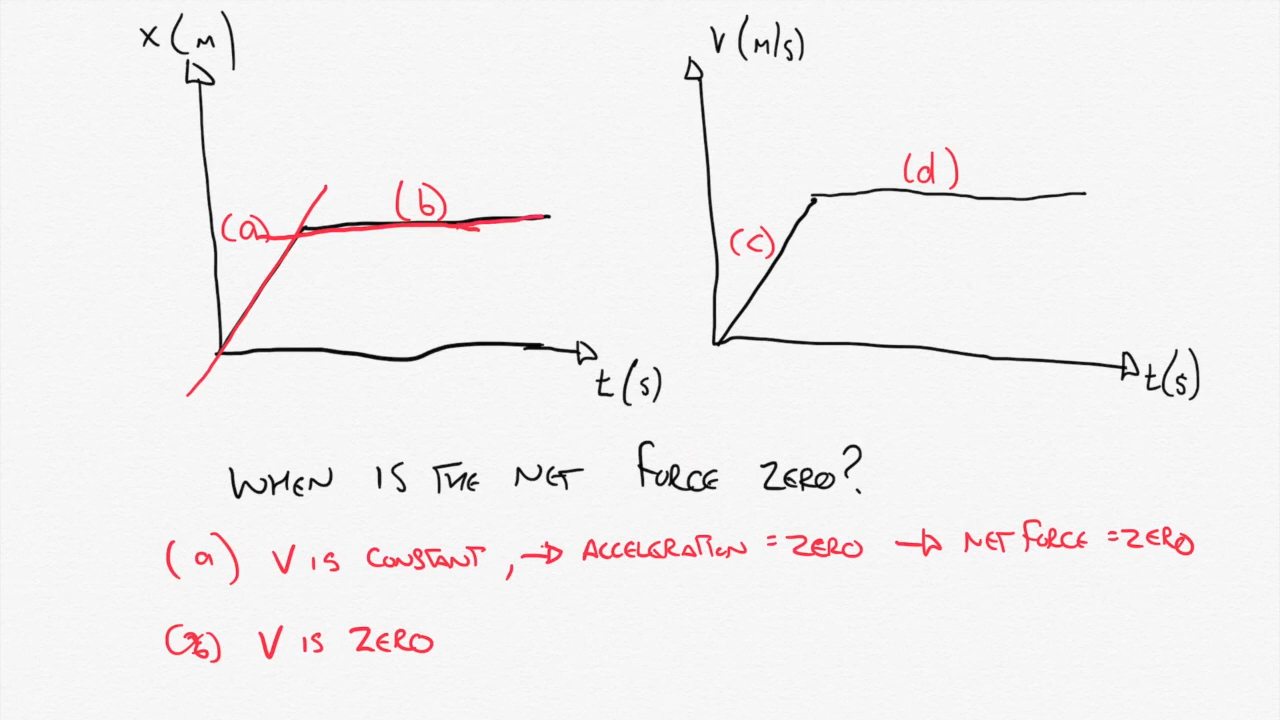 X (M)
V (M/S)
(a)
(b)
(c)
(d)
t (s)
t (s)
WHEN IS THE NET FORCE ZERO?
(a) V IS CONSTANT, → ACCELERATION = ZERO → NET FORCE = ZERO
(b) V IS ZERO